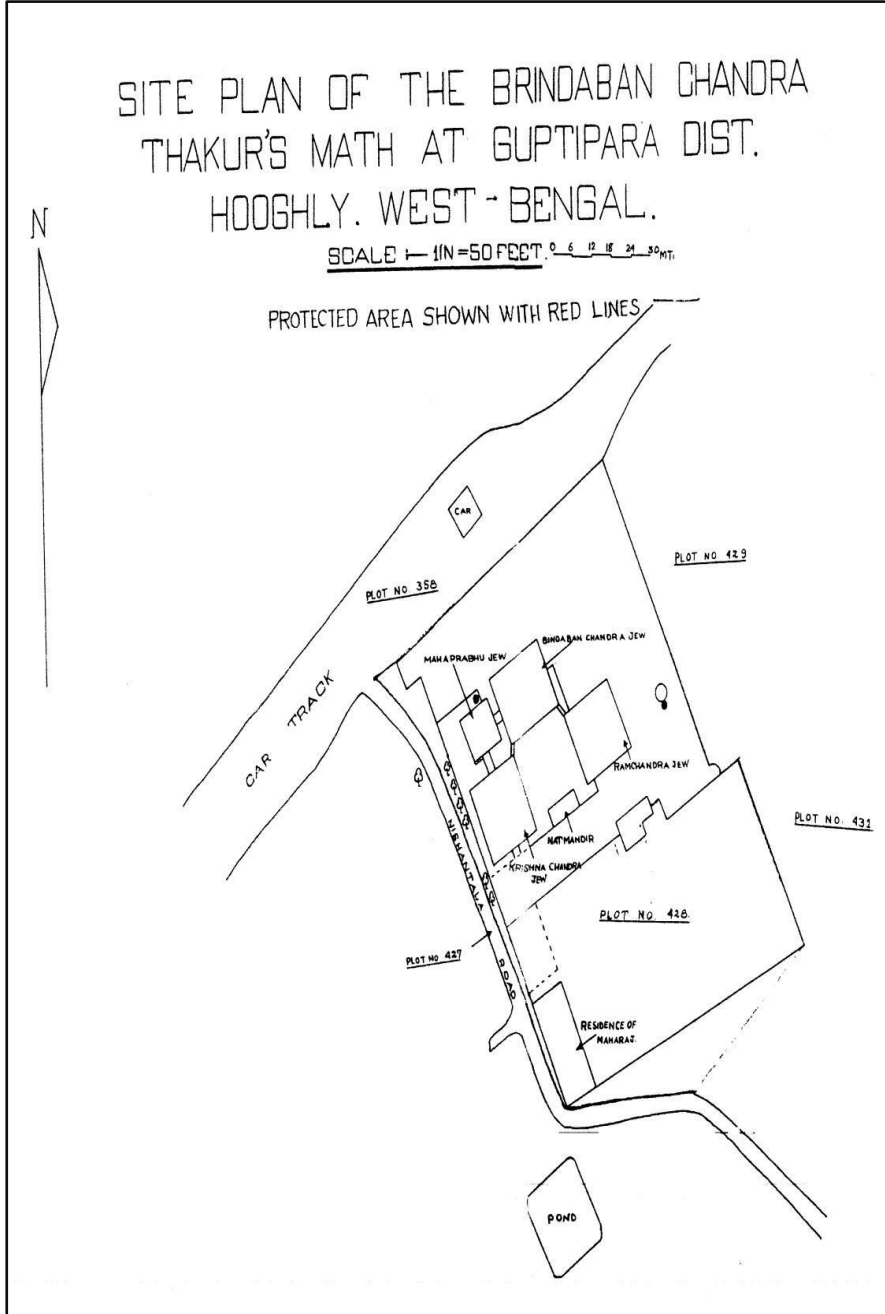 SITE PLAN OF THE BRINDABAN CHANDRA
THAKUR'S MATH AT GUPTIPARA DIST.
HOOGHLY. WEST-BENGAL.
N
SCALE :- 1IN=50 FEET. 0 6 12 18 24 30 MT.
PROTECTED AREA SHOWN WITH RED LINES
CAR
PLOT NO 429
PLOT NO 358
BINDABAN CHANDRA JEW
MAHAPRABHU JEW
CAR TRACK
RAMCHANDRA JEW
PLOT NO. 431
NATMANDIR
KRISHNA CHANDRA
JEW
NISHANTALA ROAD
PLOT NO. 428.
PLOT NO 427
RESIDENCE OF
MAHARAJ.
POND